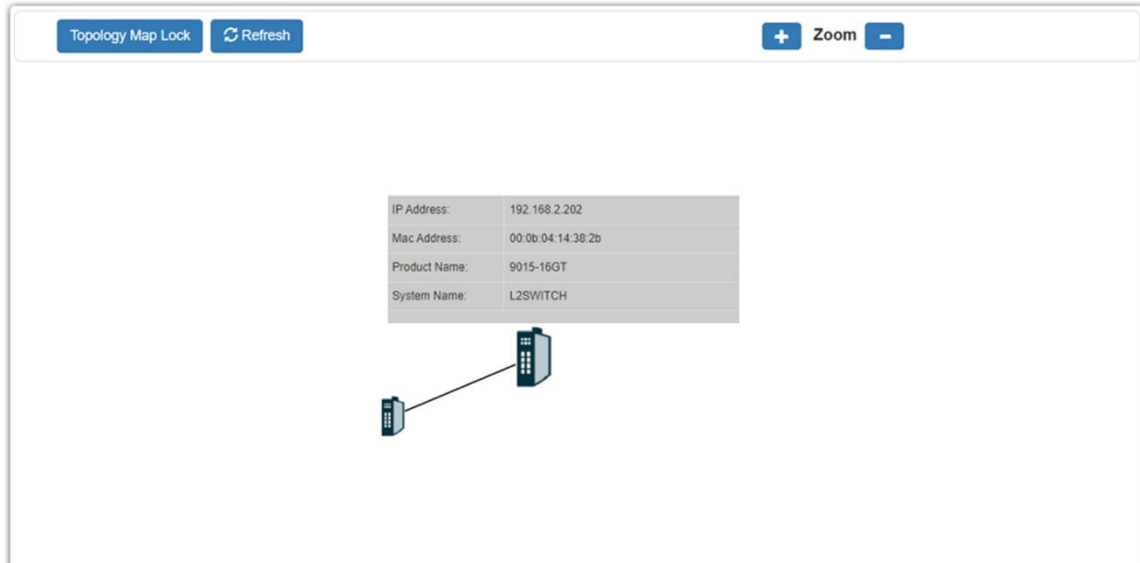 Topology Map Lock Refresh Zoom
IP Address: 192.168.2.202
Mac Address: 00:0b:04:14:38:2b
Product Name: 9015-16GT
System Name: L2SWITCH